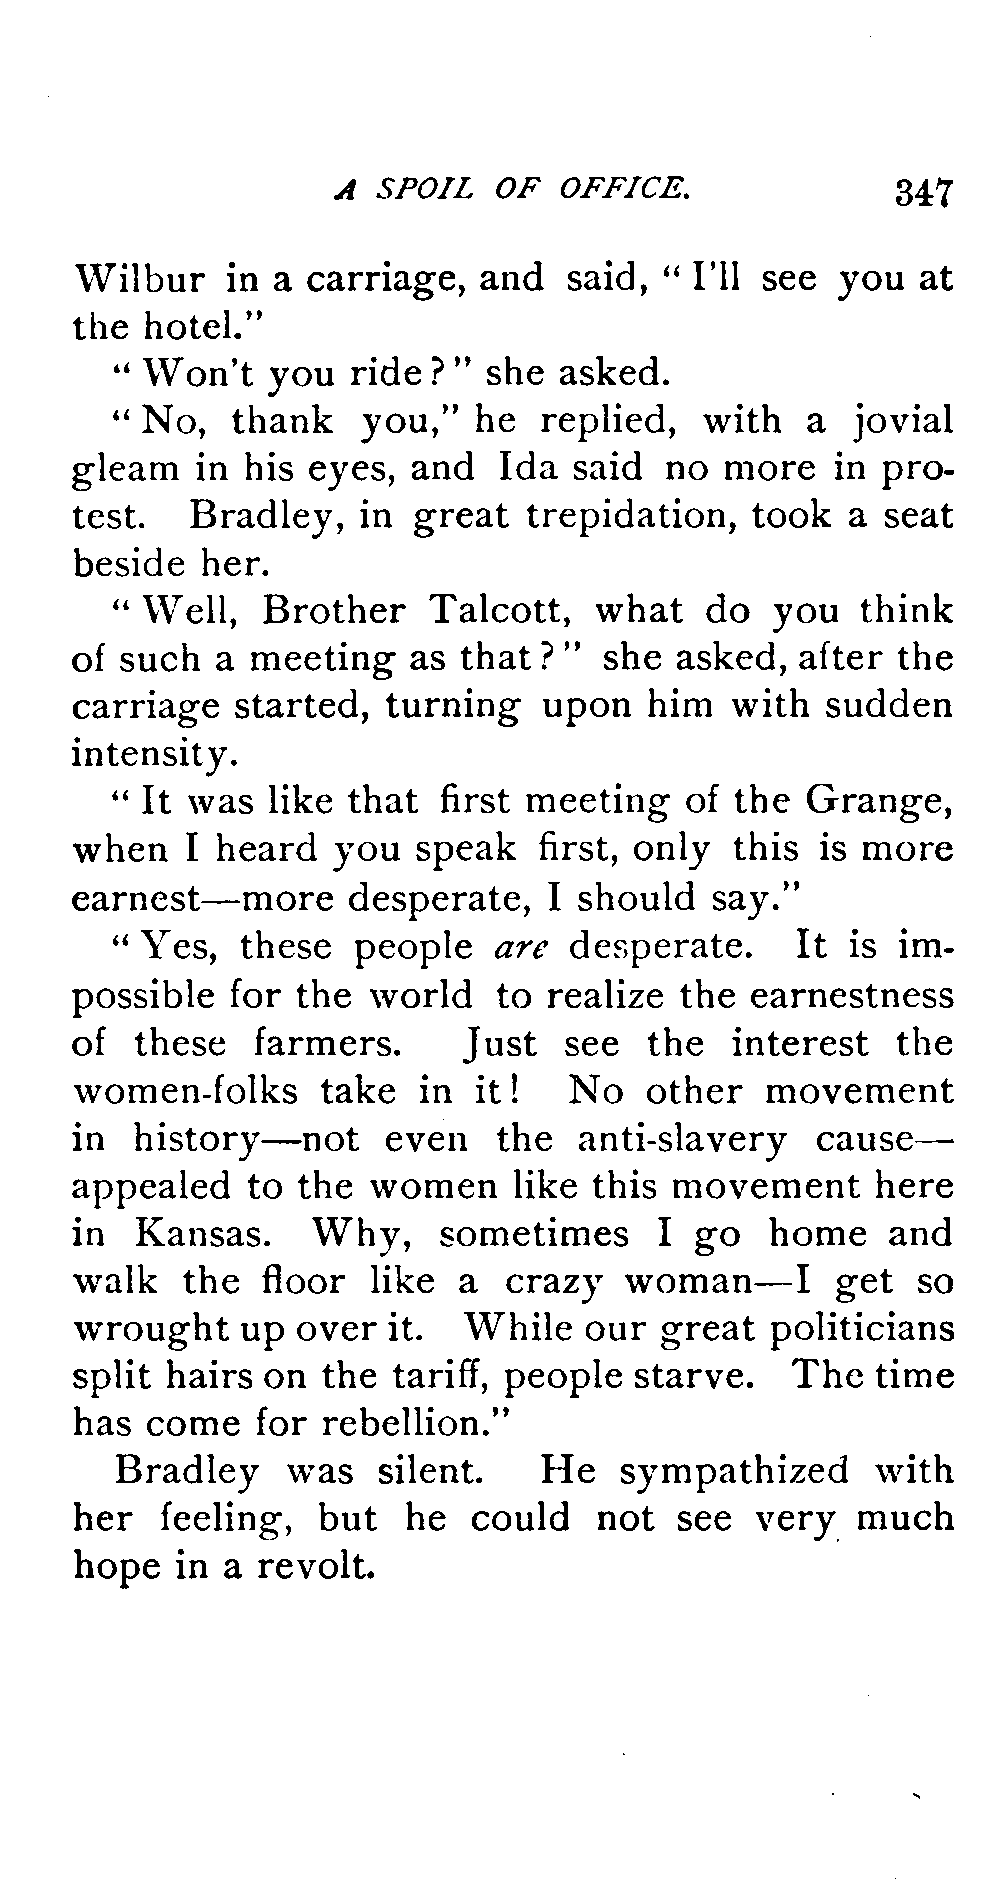 A SPOIL OF OFFICE. 347
Wilbur in a carriage, and said, "I'll see you at
the hotel."
"Won't you ride?" she asked.
"No, thank you," he replied, with a jovial
gleam in his eyes, and Ida said no more in pro-
test. Bradley, in great trepidation, took a seat
beside her.
"Well, Brother Talcott, what do you think
of such a meeting as that?" she asked, after the
carriage started, turning upon him with sudden
intensity.
"It was like that first meeting of the Grange,
when I heard you speak first, only this is more
earnest—more desperate, I should say."
"Yes, these people are desperate. It is im-
possible for the world to realize the earnestness
of these farmers. Just see the interest the
women-folks take in it! No other movement
in history—not even the anti-slavery cause—
appealed to the women like this movement here
in Kansas. Why, sometimes I go home and
walk the floor like a crazy woman—I get so
wrought up over it. While our great politicians
split hairs on the tariff, people starve. The time
has come for rebellion."
Bradley was silent. He sympathized with
her feeling, but he could not see very much
hope in a revolt.